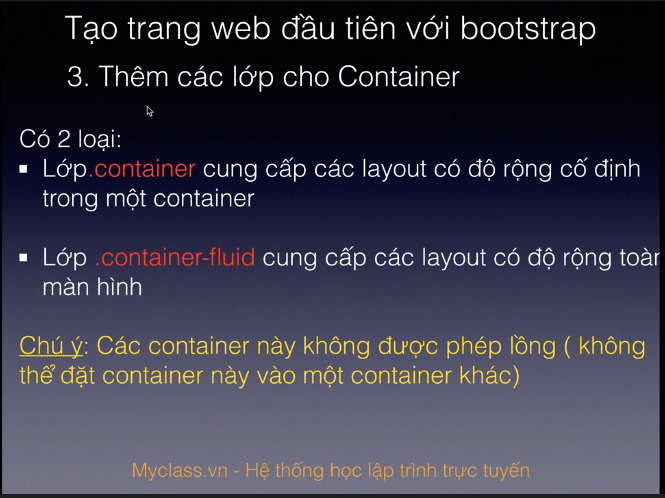 Tạo trang web đầu tiên với bootstrap
3. Thêm các lớp cho Container
Có 2 loại:
▪ Lớp.container cung cấp các layout có độ rộng cố định
trong một container
▪ Lớp .container-fluid cung cấp các layout có độ rộng toàn
màn hình
Chú ý: Các container này không được phép lồng ( không
thể đặt container này vào một container khác)
Myclass.vn - Hệ thống học lập trình trực tuyến